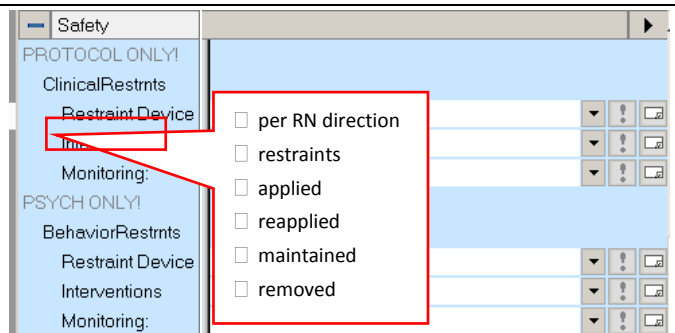 Safety
PROTOCOL ONLY!
ClinicalRestrnts
Restraint Device
Monitoring:
PSYCH ONLY!
BehaviorRestrnts
Restraint Device
Interventions
Monitoring:
per RN direction
restraints
applied
reapplied
maintained
removed